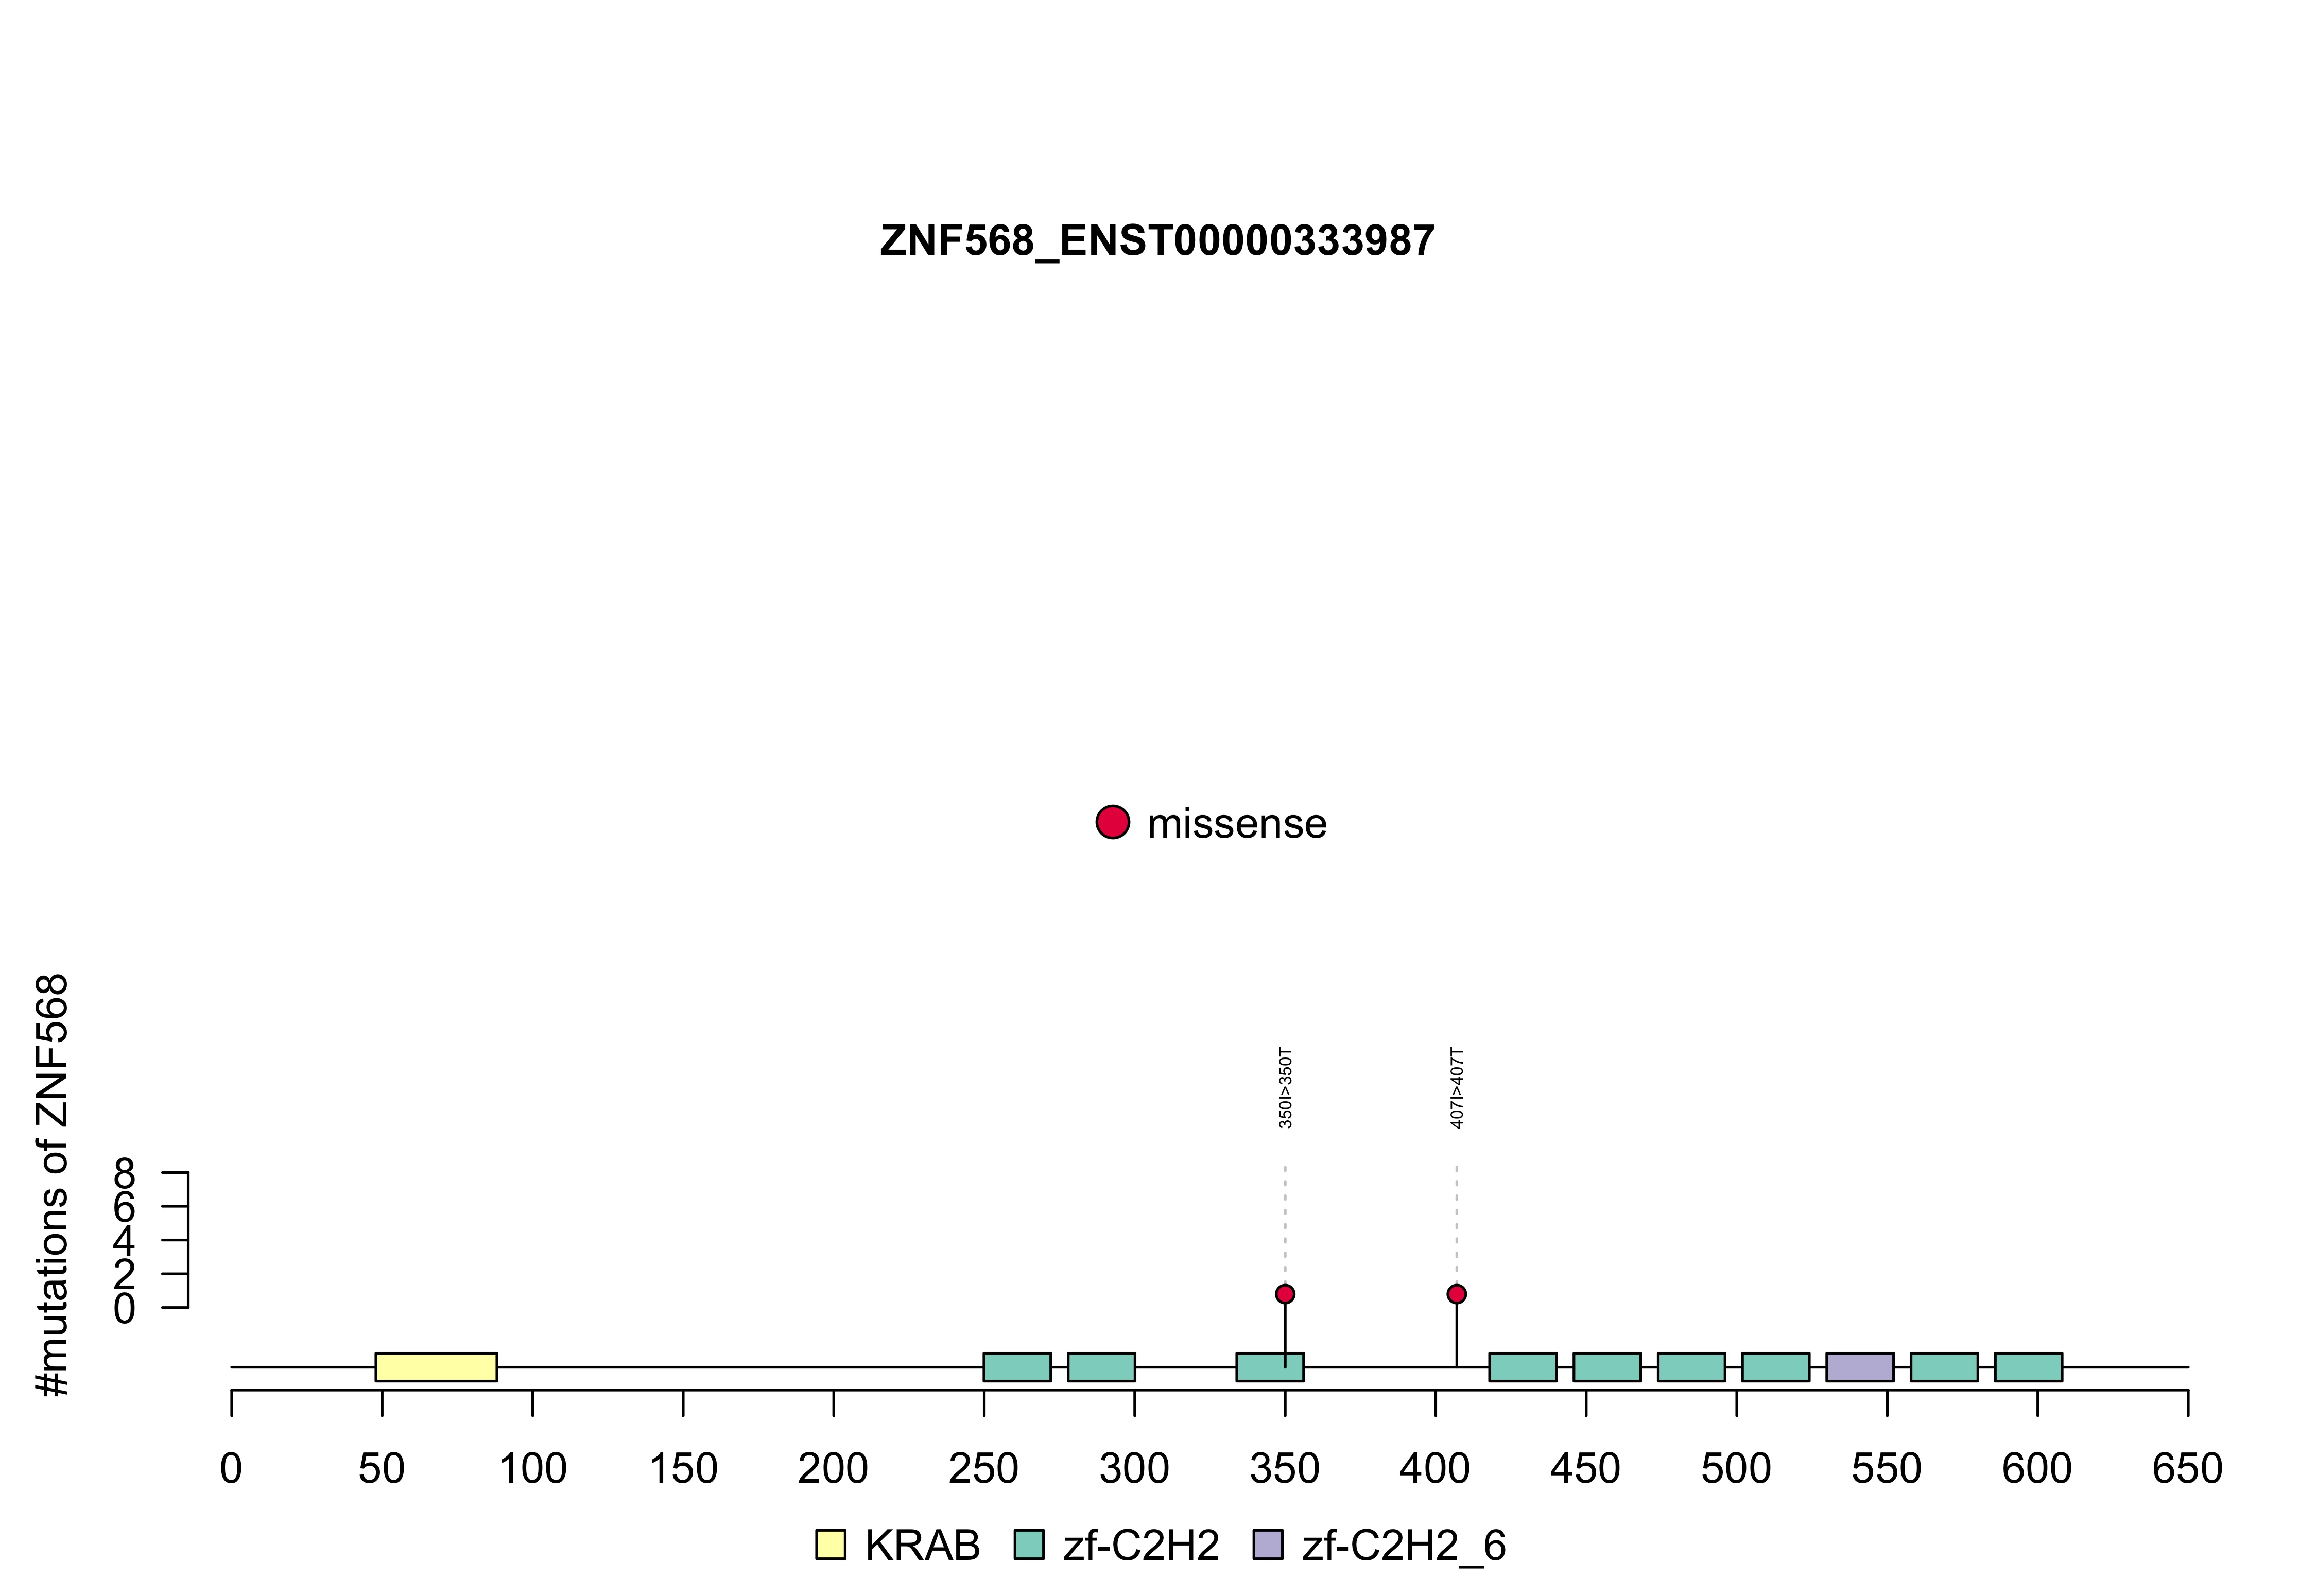 ZNF568_ENST00000333987
missense
#mutations of ZNF568
350I>350T
407I>407T
8
6
4
2
0
0 50 100 150 200 250 300 350 400 450 500 550 600 650
KRAB zf-C2H2 zf-C2H2_6